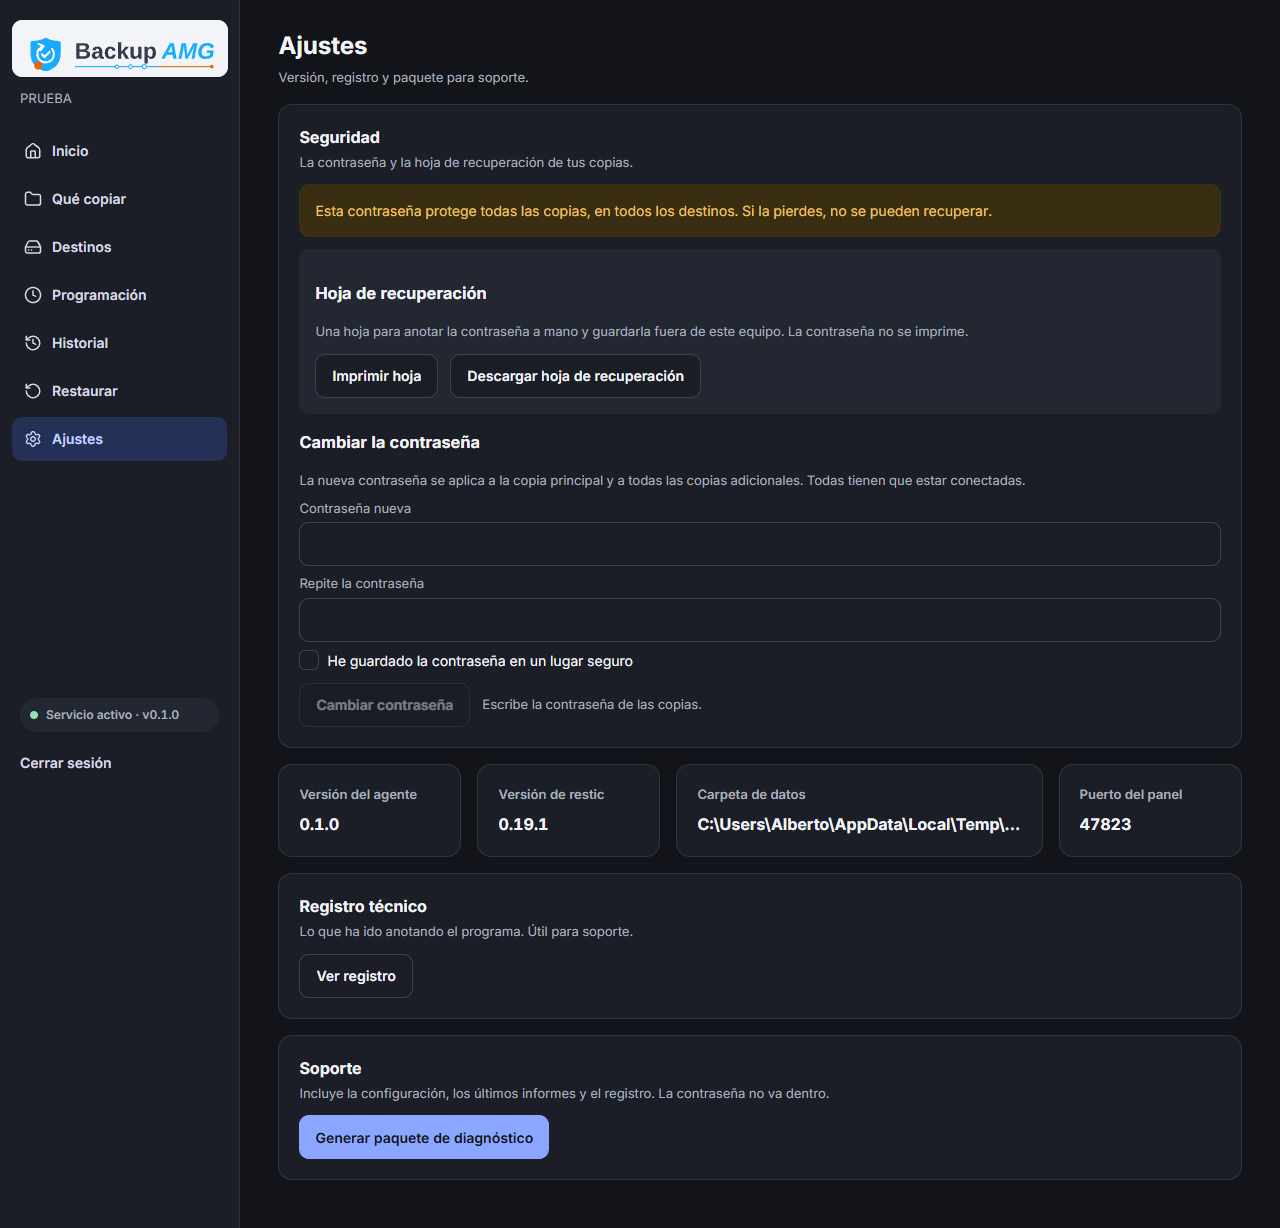 Backup AMG
PRUEBA
Inicio
Qué copiar
Destinos
Programación
Historial
Restaurar
Ajustes
Servicio activo · v0.1.0
Cerrar sesión
Ajustes
Versión, registro y paquete para soporte.
Seguridad
La contraseña y la hoja de recuperación de tus copias.
Esta contraseña protege todas las copias, en todos los destinos. Si la pierdes, no se pueden recuperar.
Hoja de recuperación
Una hoja para anotar la contraseña a mano y guardarla fuera de este equipo. La contraseña no se imprime.
Imprimir hoja
Descargar hoja de recuperación
Cambiar la contraseña
La nueva contraseña se aplica a la copia principal y a todas las copias adicionales. Todas tienen que estar conectadas.
Contraseña nueva
Repite la contraseña
He guardado la contraseña en un lugar seguro
Cambiar contraseña
Escribe la contraseña de las copias.
Versión del agente
0.1.0
Versión de restic
0.19.1
Carpeta de datos
C:\Users\Alberto\AppData\Local\Temp\...
Puerto del panel
47823
Registro técnico
Lo que ha ido anotando el programa. Útil para soporte.
Ver registro
Soporte
Incluye la configuración, los últimos informes y el registro. La contraseña no va dentro.
Generar paquete de diagnóstico